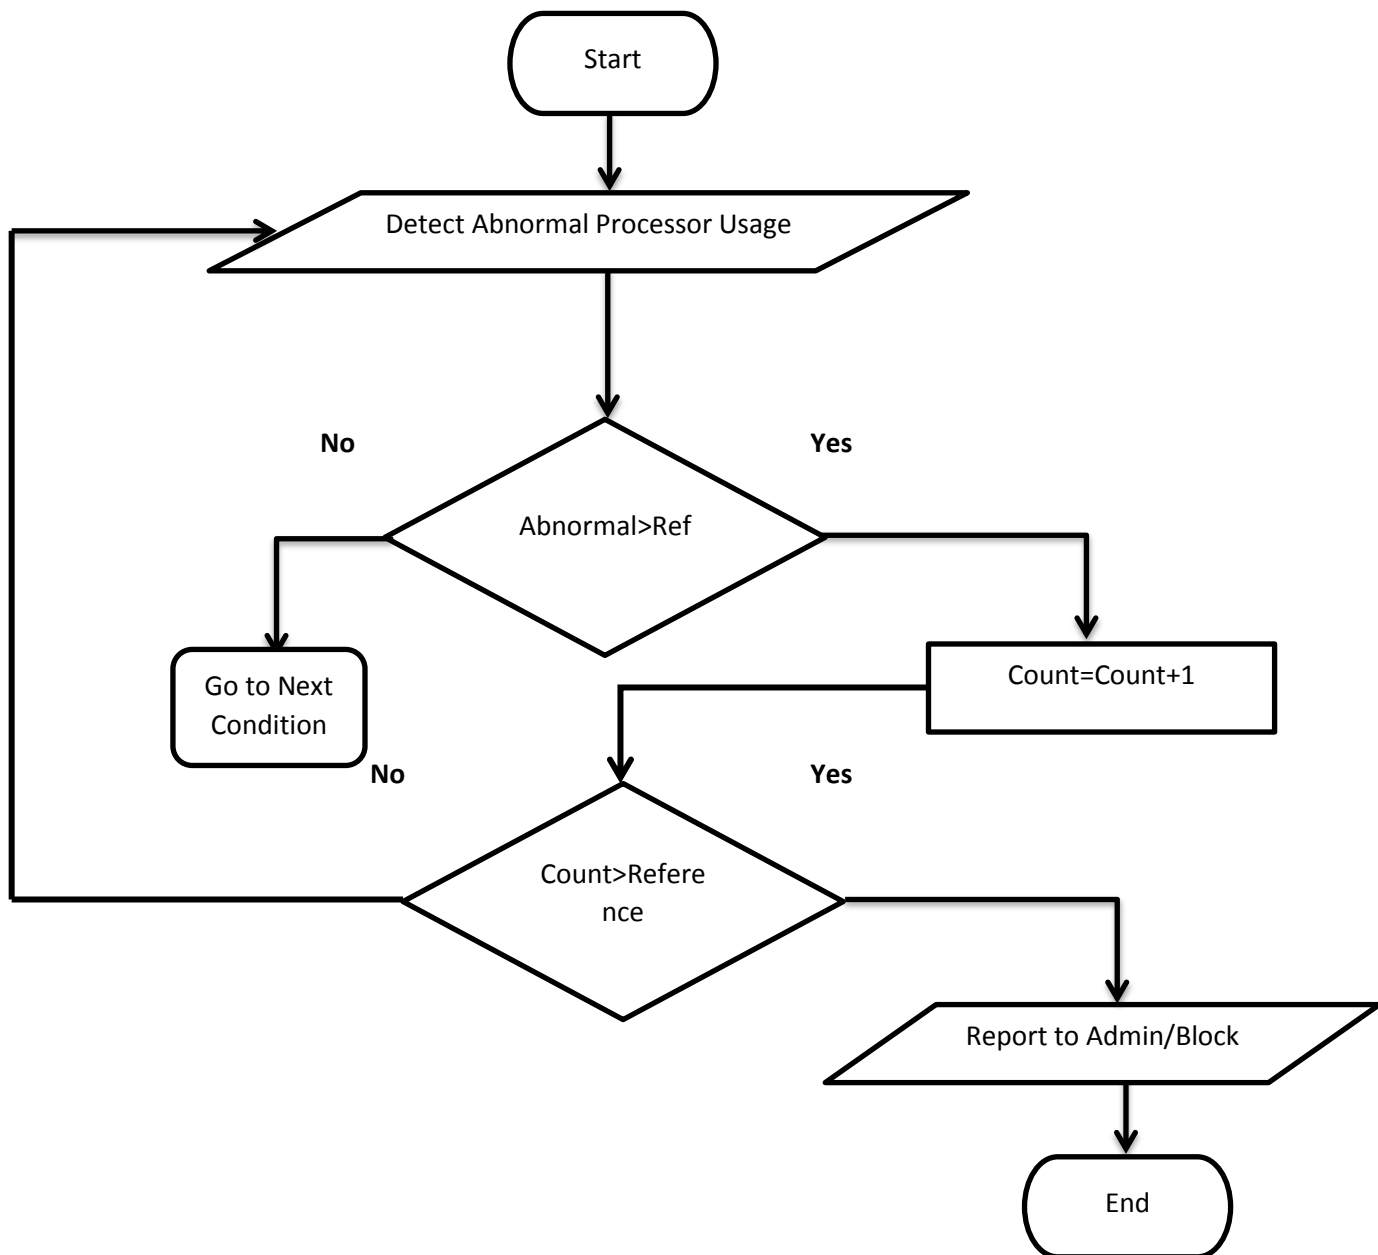 Start
Detect Abnormal Processor Usage
No
Yes
Abnormal>Ref
Go to Next
Condition
Count=Count+1
No
Yes
Count>Refere
nce
Report to Admin/Block
End